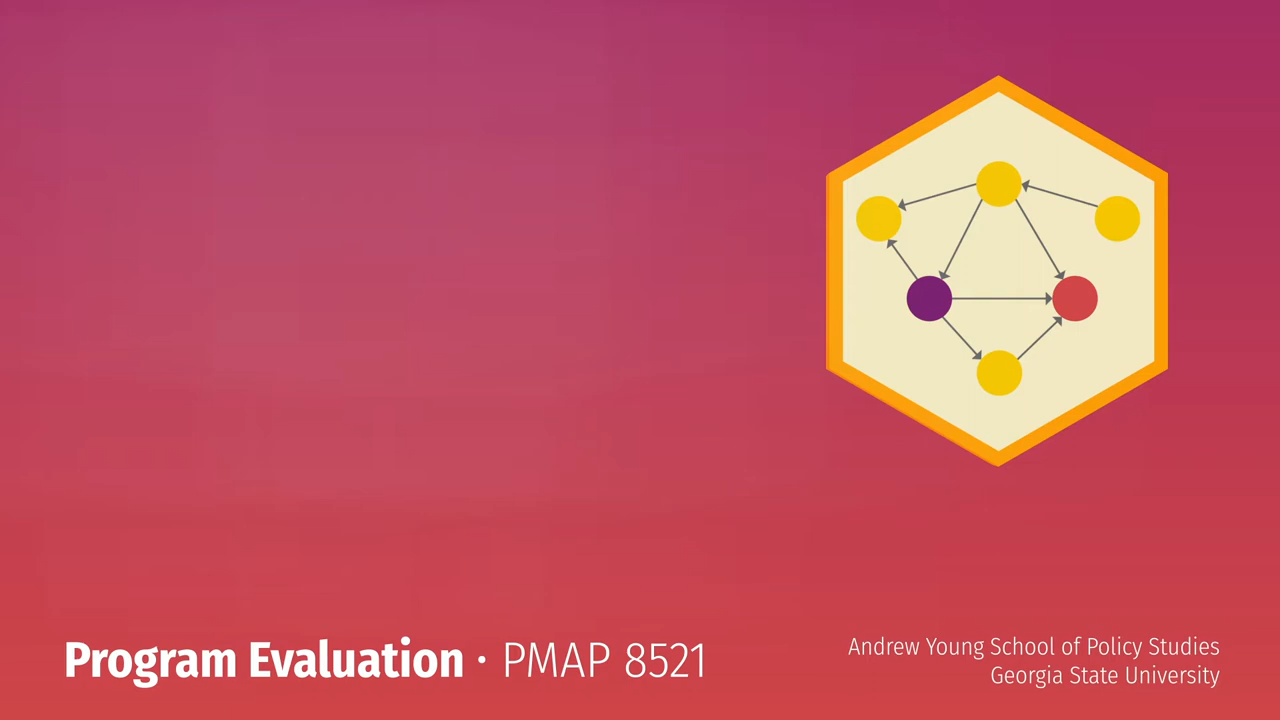 Program Evaluation · PMAP 8521
Andrew Young School of Policy Studies
Georgia State University